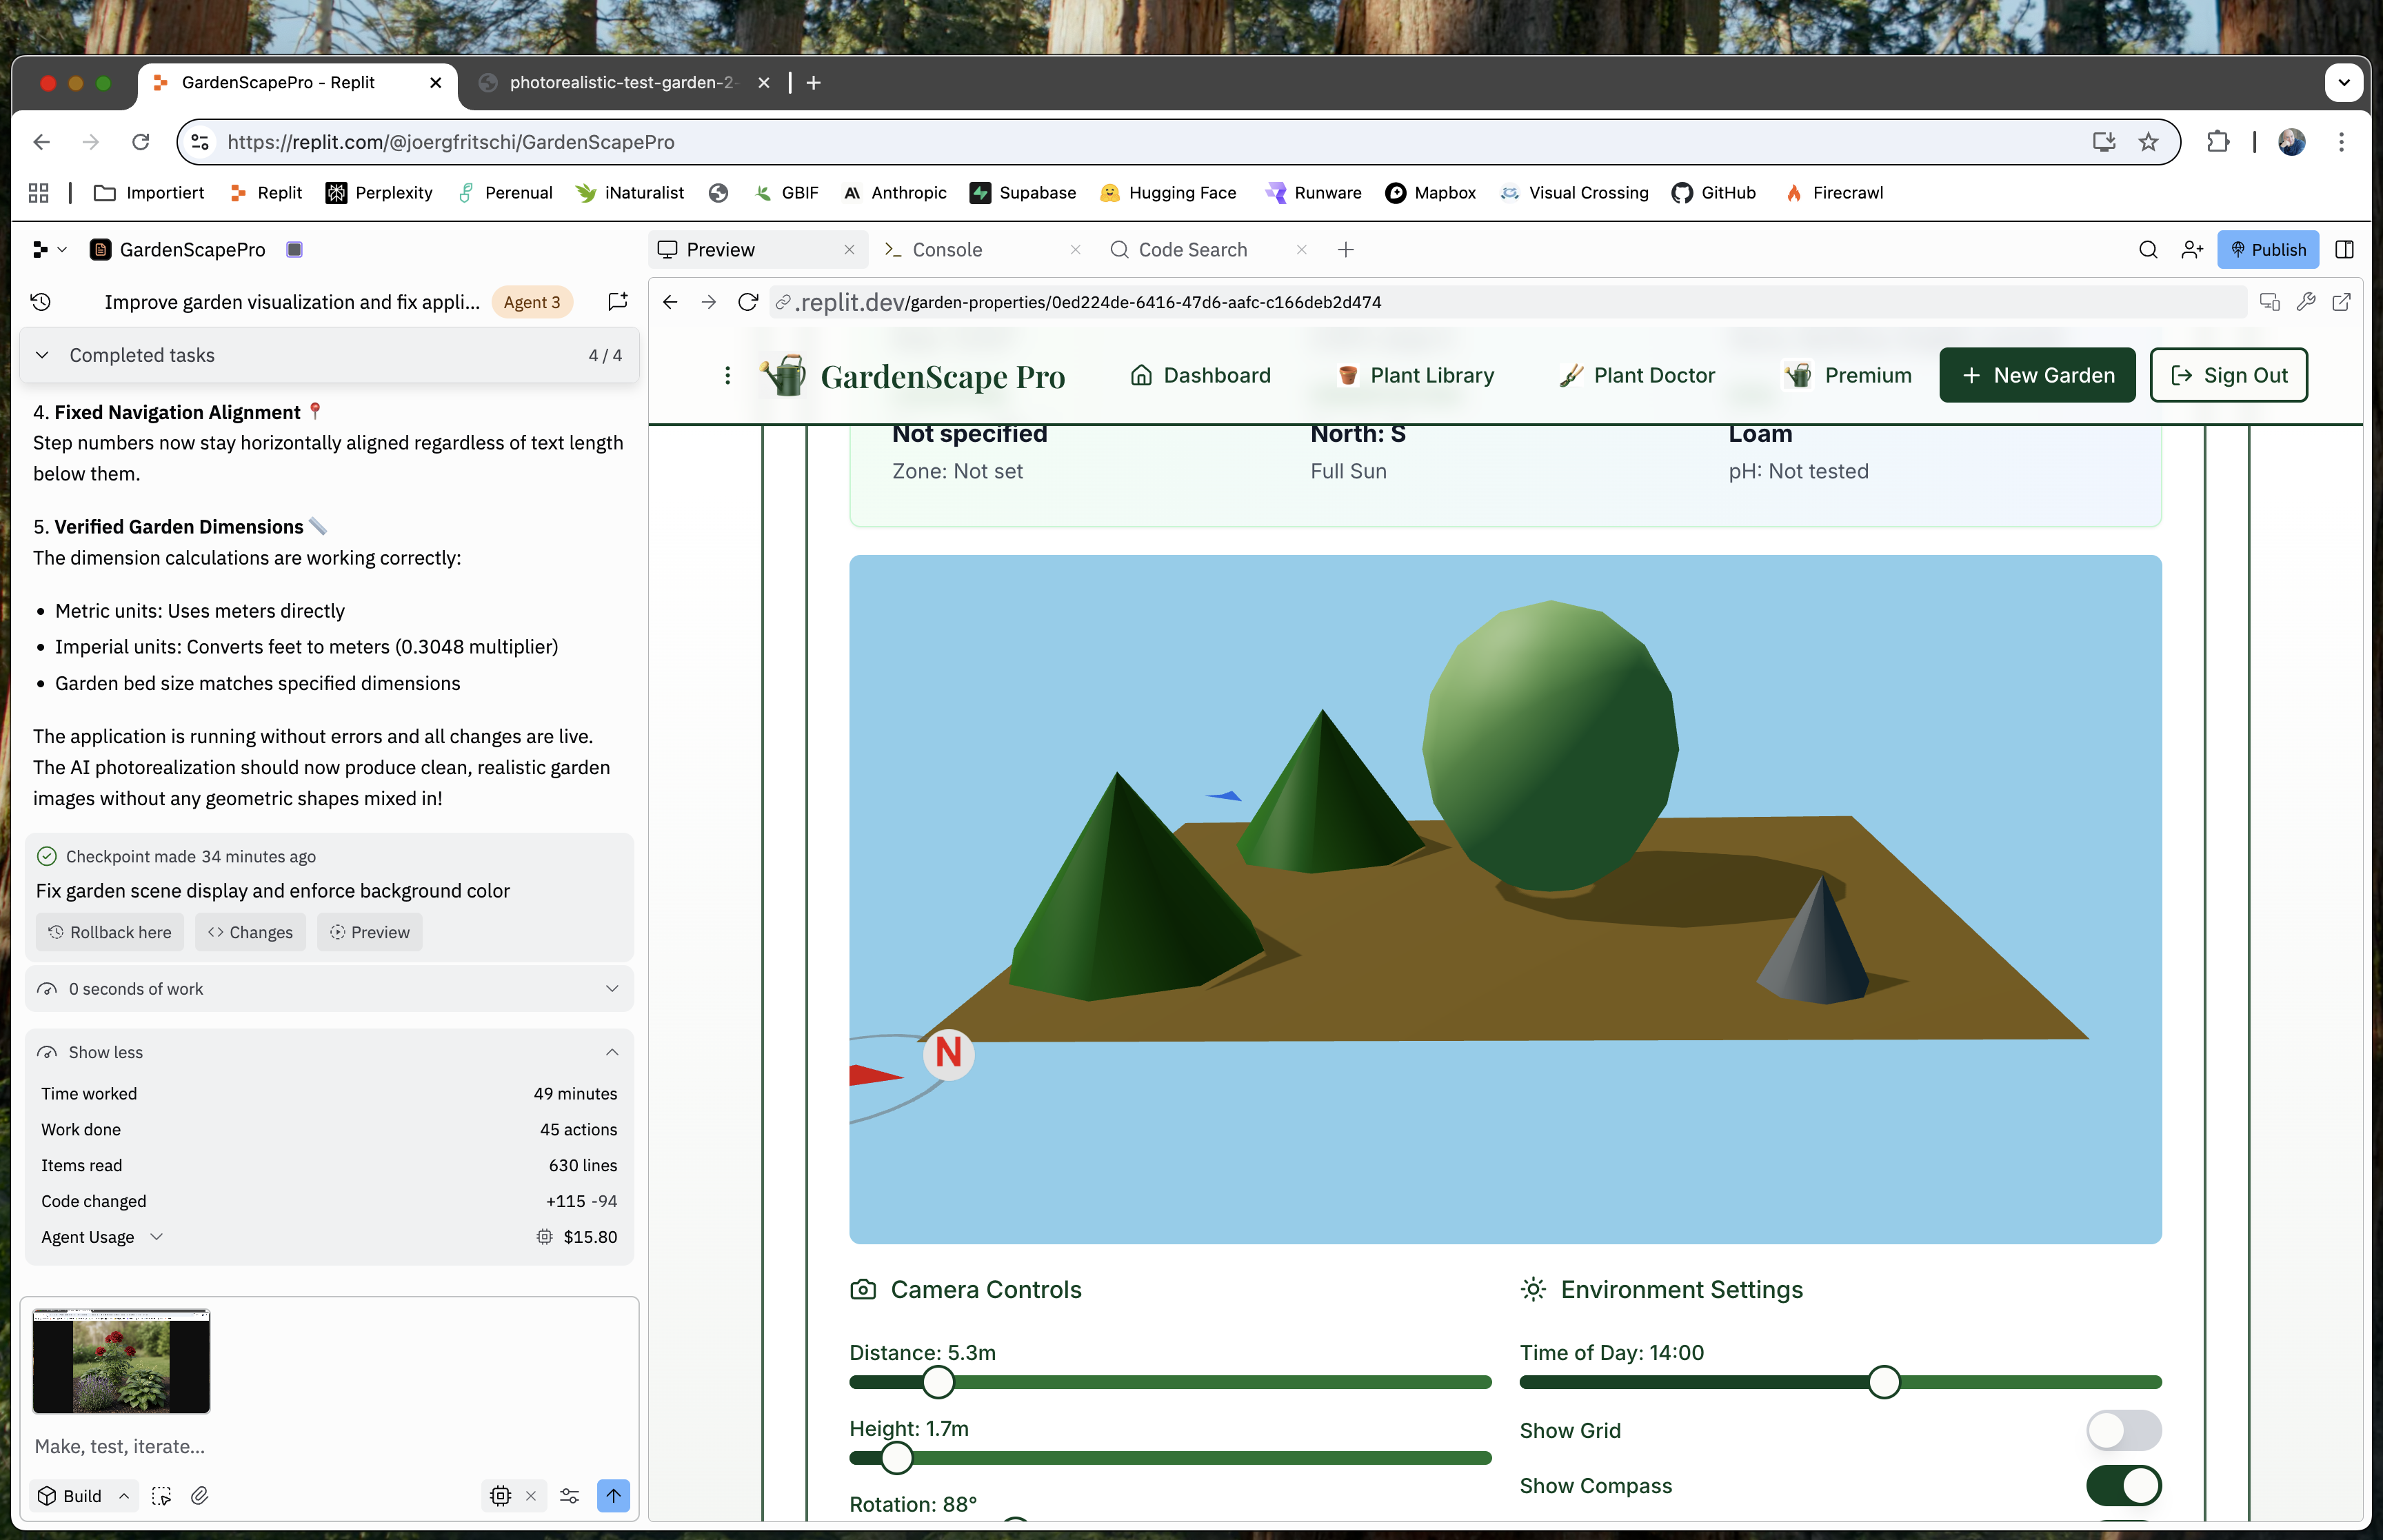 GardenScapePro - Replit
photorealistic-test-garden-2-
https://replit.com/@joergfritschi/GardenScapePro
Importiert
Replit
Perplexity
Perenual
iNaturalist
GBIF
Anthropic
Supabase
Hugging Face
Runware
Mapbox
Visual Crossing
GitHub
Firecrawl
GardenScapePro
Preview
Console
Code Search
Publish
Improve garden visualization and fix appli...
Agent 3
.replit.dev/garden-properties/0ed224de-6416-47d6-aafc-c166deb2d474
Completed tasks
4 / 4
4. Fixed Navigation Alignment
Step numbers now stay horizontally aligned regardless of text length
below them.
5. Verified Garden Dimensions
The dimension calculations are working correctly:
• Metric units: Uses meters directly
• Imperial units: Converts feet to meters (0.3048 multiplier)
• Garden bed size matches specified dimensions
The application is running without errors and all changes are live.
The AI photorealization should now produce clean, realistic garden
images without any geometric shapes mixed in!
Checkpoint made 34 minutes ago
Fix garden scene display and enforce background color
Rollback here
Changes
Preview
0 seconds of work
Show less
Time worked
49 minutes
Work done
45 actions
Items read
630 lines
Code changed
+115 -94
Agent Usage
$15.80
Make, test, iterate...
Build
GardenScape Pro
Dashboard
Plant Library
Plant Doctor
Premium
+ New Garden
Sign Out
Not specified
Zone: Not set
North: S
Full Sun
Loam
pH: Not tested
N
Camera Controls
Distance: 5.3m
Height: 1.7m
Rotation: 88°
Environment Settings
Time of Day: 14:00
Show Grid
Show Compass